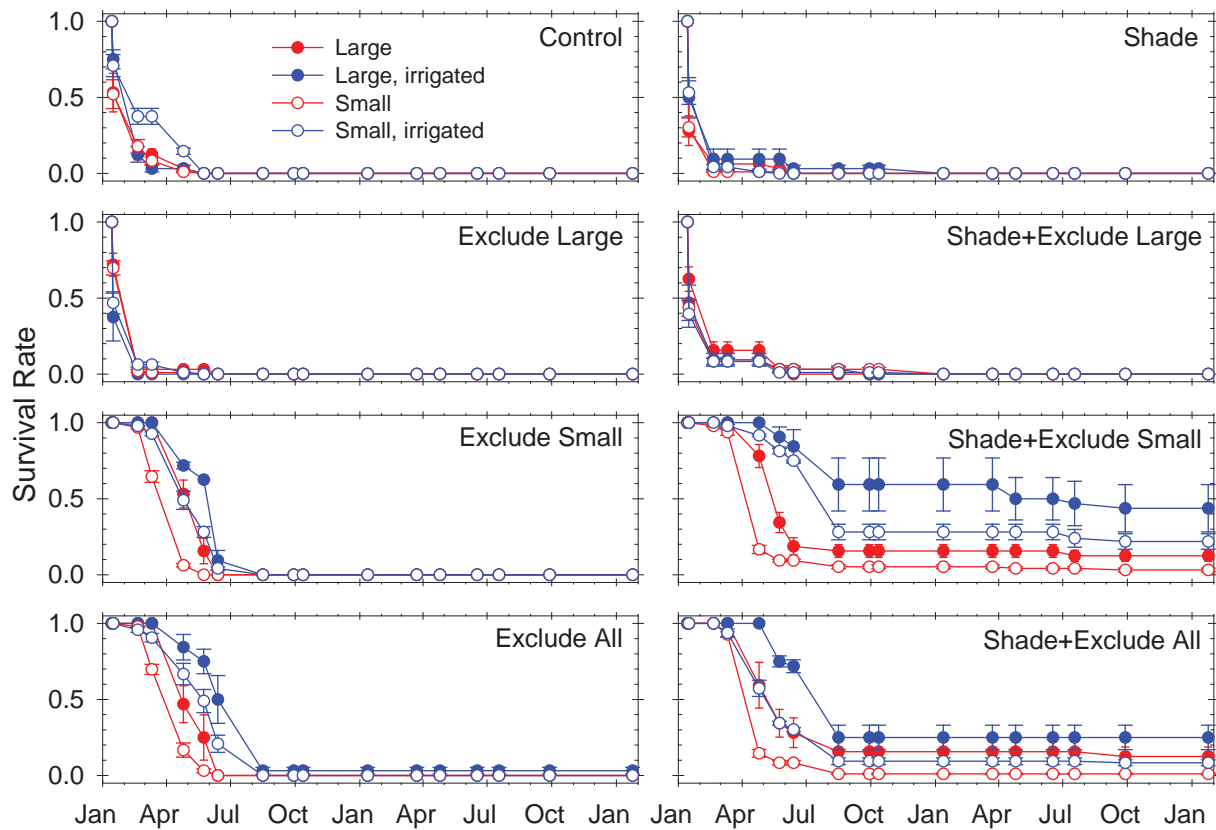 Survival Rate
1.0
0.5
0.0
Control
Large
Large, irrigated
Small
Small, irrigated
Shade
1.0
0.5
0.0
Exclude Large
Shade+Exclude Large
1.0
0.5
0.0
Exclude Small
Shade+Exclude Small
1.0
0.5
0.0
Exclude All
Shade+Exclude All
Jan Apr Jul Oct Jan Apr Jul Oct Jan
Jan Apr Jul Oct Jan Apr Jul Oct Jan